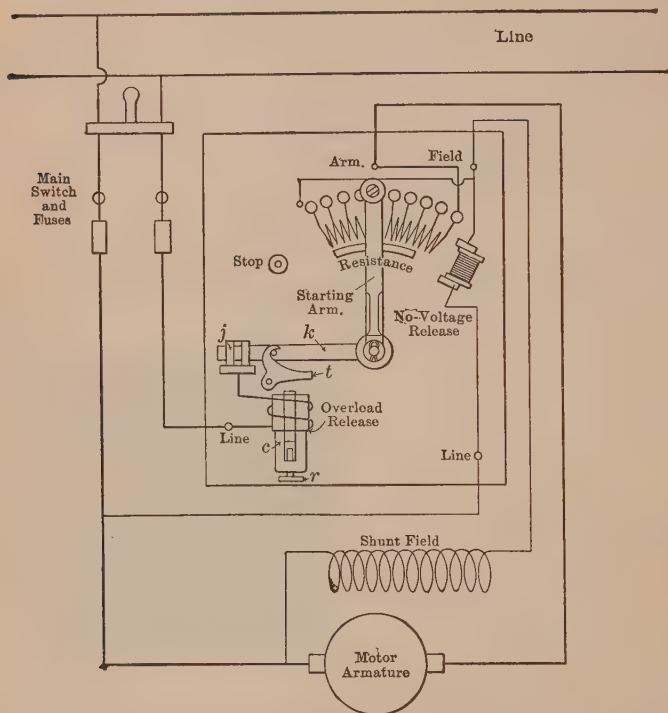 Line
Main
Switch
and
Fuses
Arm.
Field
Stop
Resistance
Starting
Arm.
No-Voltage
Release
j
k
t
Overload
Release
Line
c
r
Line
Shunt Field
Motor
Armature